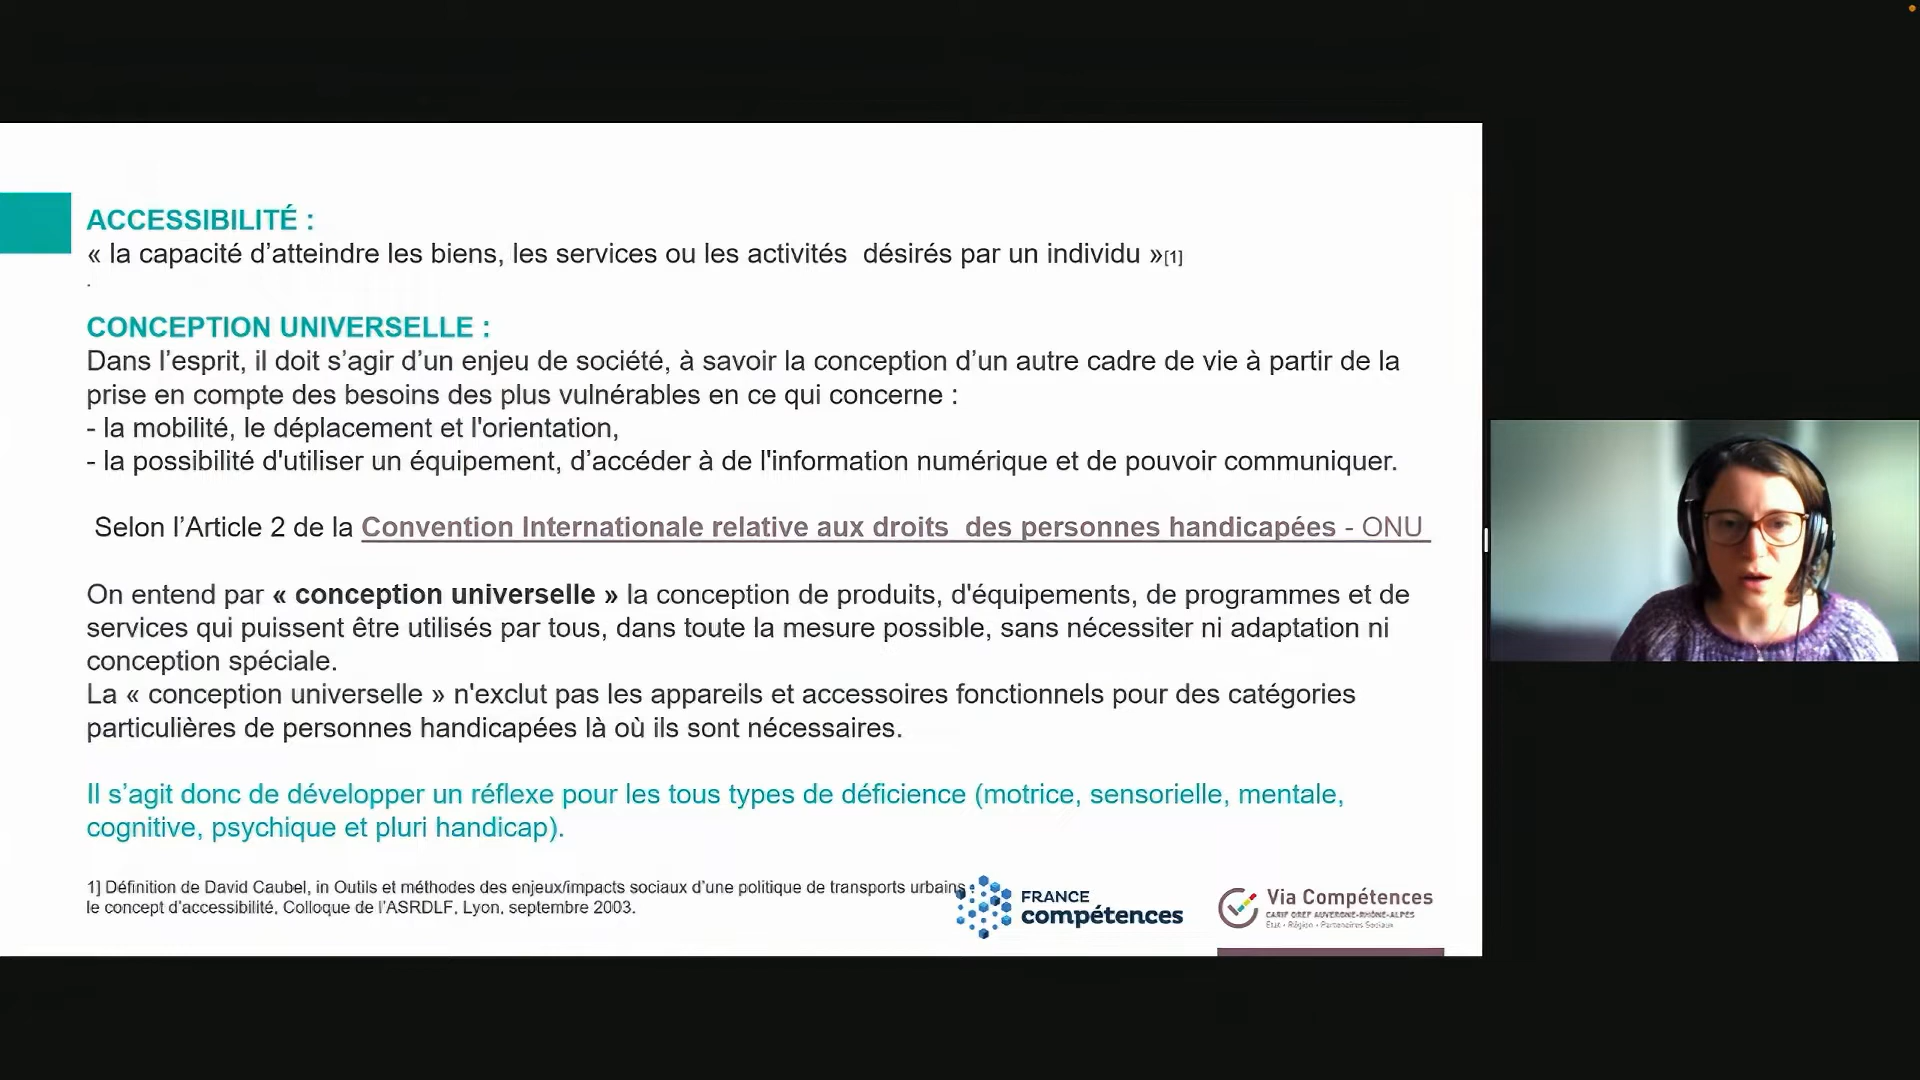 ACCESSIBILITÉ :
« la capacité d’atteindre les biens, les services ou les activités  désirés par un individu »[1]
.
CONCEPTION UNIVERSELLE :
Dans l’esprit, il doit s’agir d’un enjeu de société, à savoir la conception d’un autre cadre de vie à partir de la
prise en compte des besoins des plus vulnérables en ce qui concerne :
- la mobilité, le déplacement et l'orientation,
- la possibilité d'utiliser un équipement, d’accéder à de l'information numérique et de pouvoir communiquer.
Selon l’Article 2 de la Convention Internationale relative aux droits  des personnes handicapées - ONU
On entend par « conception universelle » la conception de produits, d'équipements, de programmes et de
services qui puissent être utilisés par tous, dans toute la mesure possible, sans nécessiter ni adaptation ni
conception spéciale.
La « conception universelle » n'exclut pas les appareils et accessoires fonctionnels pour des catégories
particulières de personnes handicapées là où ils sont nécessaires.
Il s’agit donc de développer un réflexe pour les tous types de déficience (motrice, sensorielle, mentale,
cognitive, psychique et pluri handicap).
1] Définition de David Caubel, in Outils et méthodes des enjeux/impacts sociaux d’une politique de transports urbains :
le concept d’accessibilité, Colloque de l’ASRDLF, Lyon, septembre 2003.
FRANCE
compétences
Via Compétences
CARIF OREF AUVERGNE-RHÔNE-ALPES
État • Région • Partenaires Sociaux